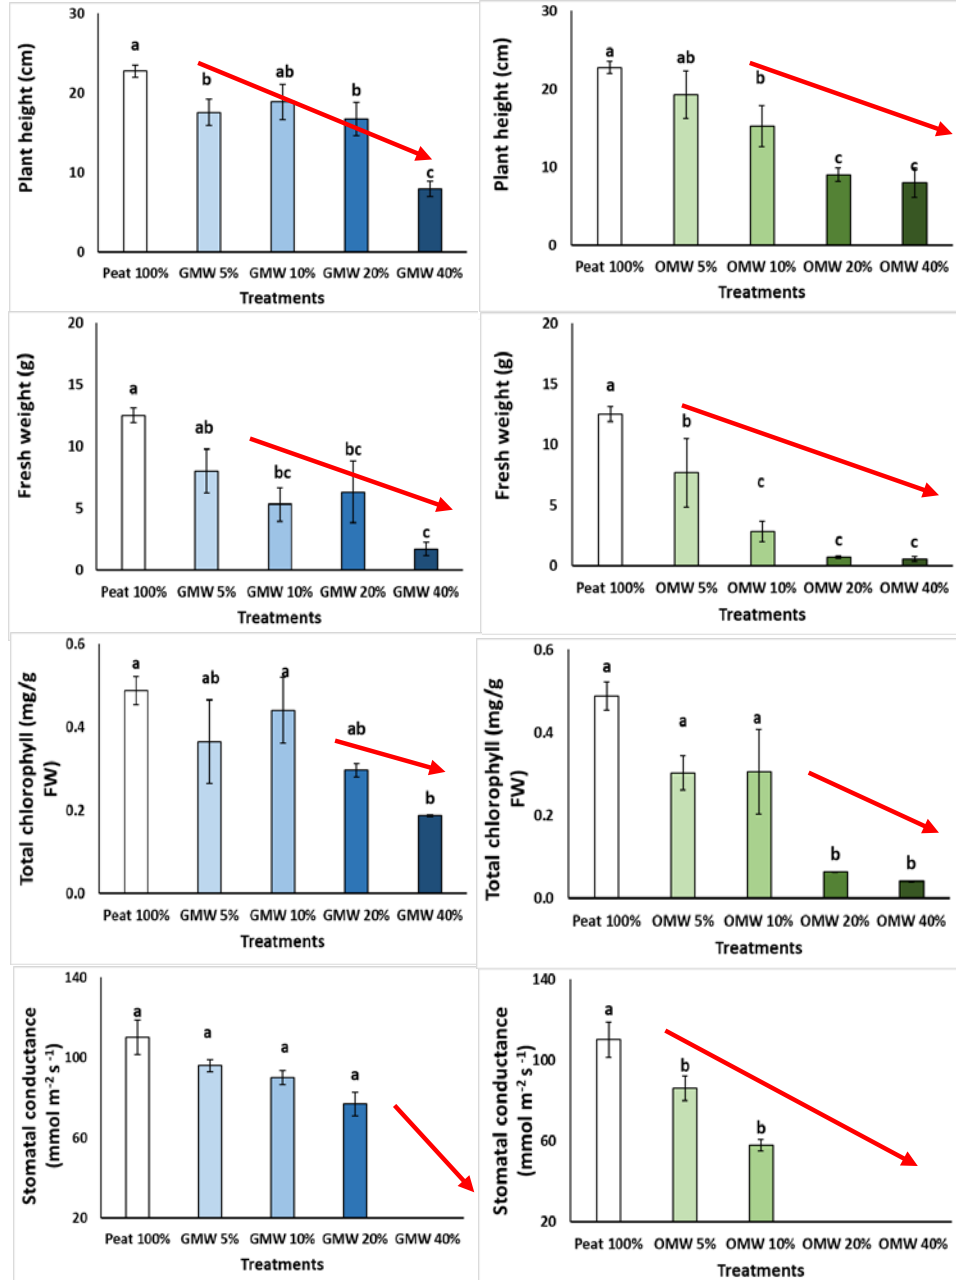 Plant height (cm)
30
20
10
0
a
b
ab
b
c
Peat 100% GMW 5% GMW 10% GMW 20% GMW 40%
Treatments
Plant height (cm)
30
20
10
0
a
ab
b
c
c
Peat 100% OMW 5% OMW 10% OMW 20% OMW 40%
Treatments
Fresh weight (g)
20
15
10
5
0
a
ab
bc
bc
c
Peat 100% GMW 5% GMW 10% GMW 20% GMW 40%
Treatments
Fresh weight (g)
20
15
10
5
0
a
b
c
c
c
Peat 100% OMW 5% OMW 10% OMW 20% OMW 40%
Treatments
Total chlorophyll (mg/g
FW)
0.6
0.4
0.2
0.0
a
ab
a
ab
b
Peat 100% GMW 5% GMW 10% GMW 20% GMW 40%
Treatments
Total chlorophyll (mg/g
FW)
0.6
0.4
0.2
0.0
a
a
a
b
b
Peat 100% OMW 5% OMW 10% OMW 20% OMW 40%
Treatments
Stomatal conductance
(mmol m⁻² s⁻¹)
140
100
60
20
a
a
a
a
Peat 100% GMW 5% GMW 10% GMW 20% GMW 40%
Treatments
Stomatal conductance
(mmol m⁻² s⁻¹)
140
100
60
20
a
b
b
Peat 100% OMW 5% OMW 10% OMW 20% OMW 40%
Treatments